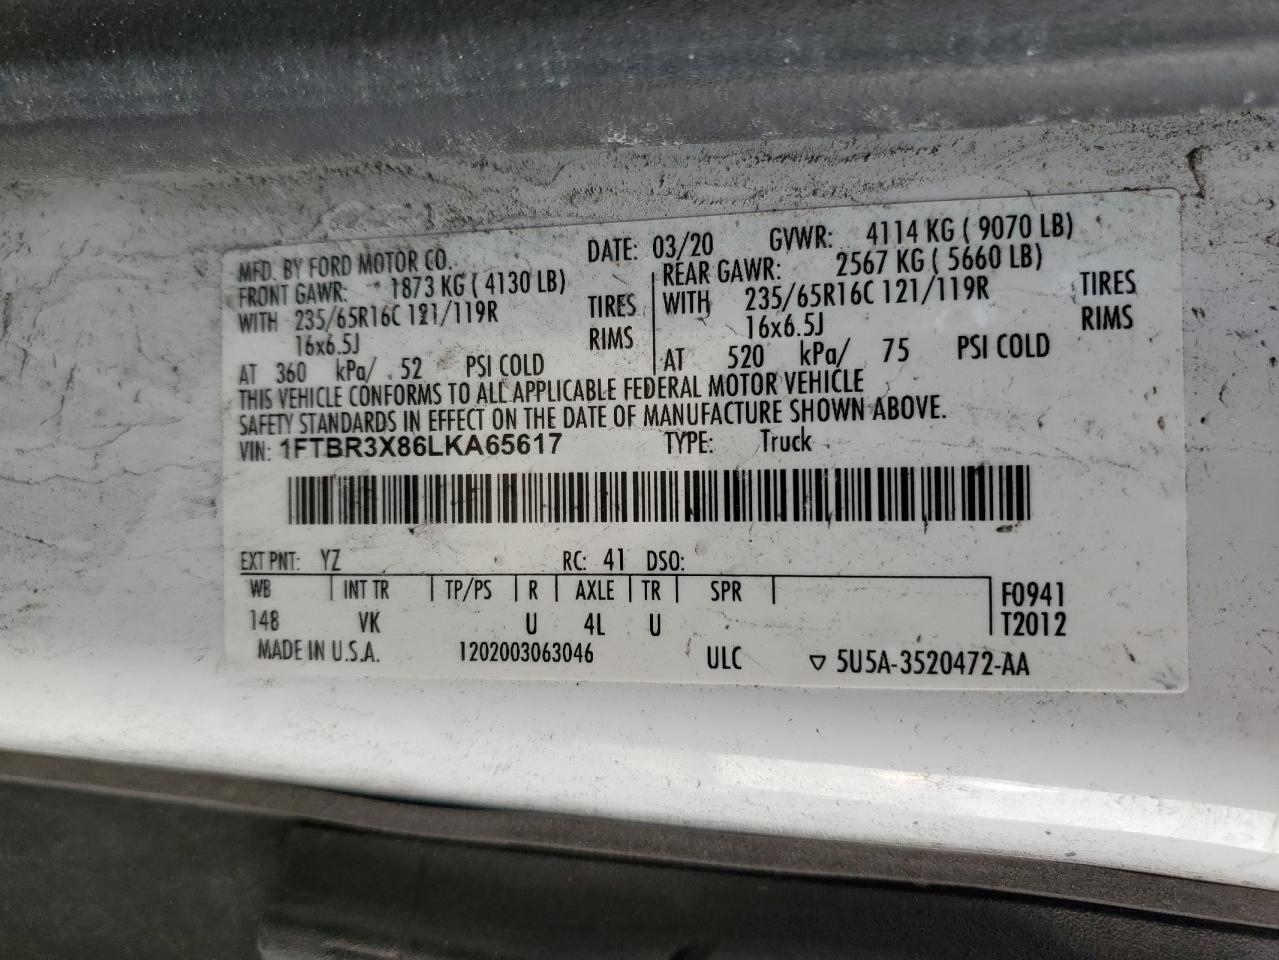 MFD. BY FORD MOTOR CO. DATE: 03/20 GVWR: 4114 KG ( 9070 LB)
FRONT GAWR: 1873 KG ( 4130 LB) REAR GAWR: 2567 KG ( 5660 LB)
WITH 235/65R16C 121/119R TIRES WITH 235/65R16C 121/119R TIRES
16x6.5J RIMS 16x6.5J RIMS
AT 360 kPa/ 52 PSI COLD AT 520 kPa/ 75 PSI COLD
THIS VEHICLE CONFORMS TO ALL APPLICABLE FEDERAL MOTOR VEHICLE
SAFETY STANDARDS IN EFFECT ON THE DATE OF MANUFACTURE SHOWN ABOVE.
VIN: 1FTBR3X86LKA65617 TYPE: Truck
EXT PNT: YZ RC: 41 DSO:
WB INT TR TP/PS R AXLE TR SPR F0941
148 VK U 4L U T2012
MADE IN U.S.A. 1202003063046 ULC ▽ 5U5A-3520472-AA